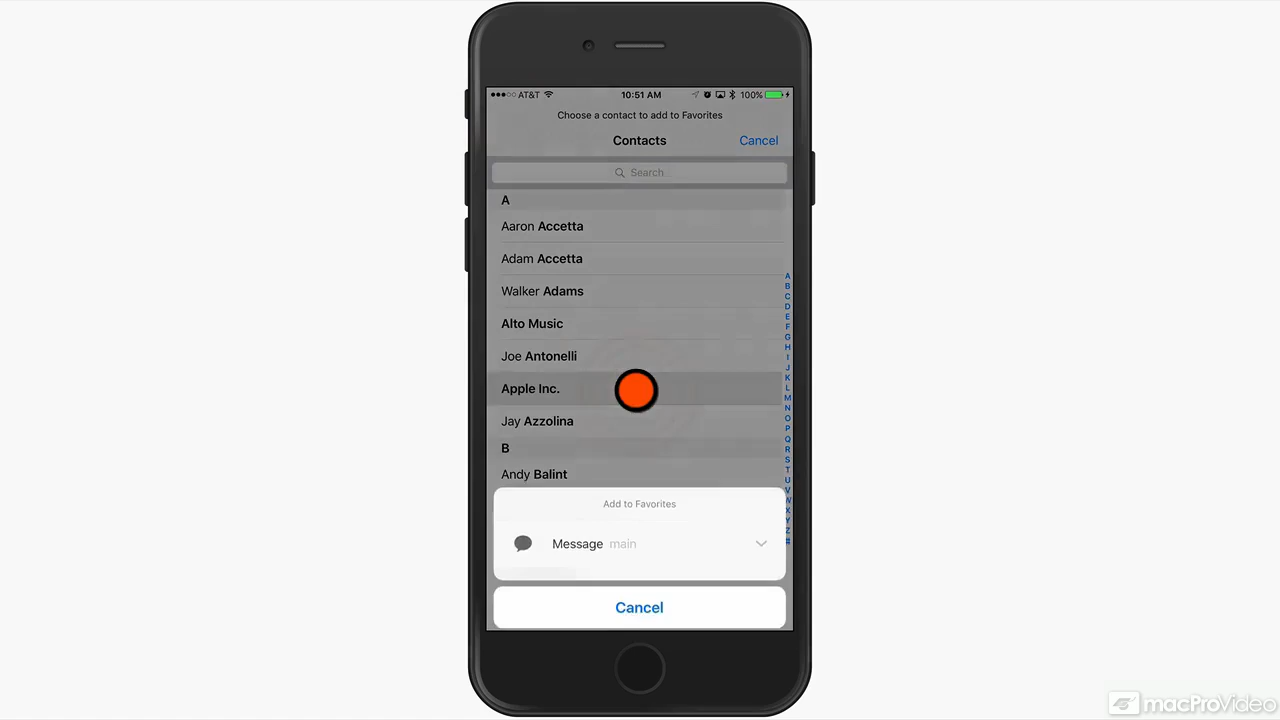 AT&T 10:51 AM 100%
Choose a contact to add to Favorites
Contacts Cancel
Search
A
Aaron Accetta
Adam Accetta
Walker Adams
Alto Music
Joe Antonelli
Apple Inc.
Jay Azzolina
B
Andy Balint
A
B
C
D
E
F
G
H
I
J
K
L
M
N
O
P
Q
R
S
T
U
V
W
X
Y
Z
#
Add to Favorites
Message main
Cancel
macProVideo